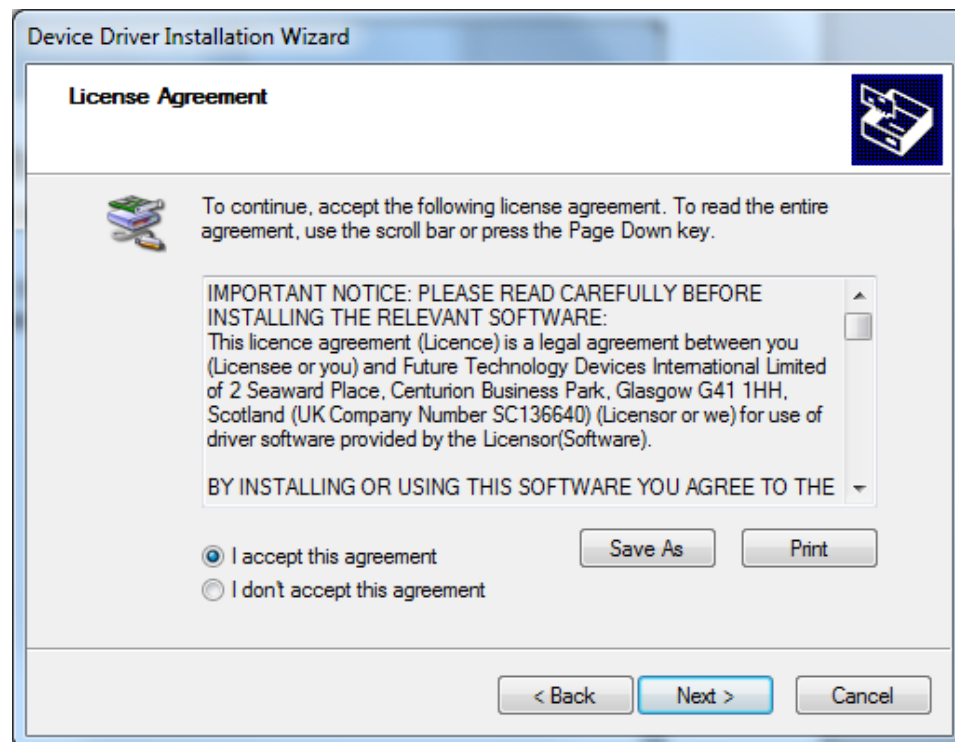 Device Driver Installation Wizard
License Agreement
To continue, accept the following license agreement. To read the entire
agreement, use the scroll bar or press the Page Down key.
IMPORTANT NOTICE: PLEASE READ CAREFULLY BEFORE
INSTALLING THE RELEVANT SOFTWARE:
This licence agreement (Licence) is a legal agreement between you
(Licensee or you) and Future Technology Devices International Limited
of 2 Seaward Place, Centurion Business Park, Glasgow G41 1HH,
Scotland (UK Company Number SC136640) (Licensor or we) for use of
driver software provided by the Licensor(Software).
BY INSTALLING OR USING THIS SOFTWARE YOU AGREE TO THE
I accept this agreement
Save As
Print
I don't accept this agreement
< Back
Next >
Cancel